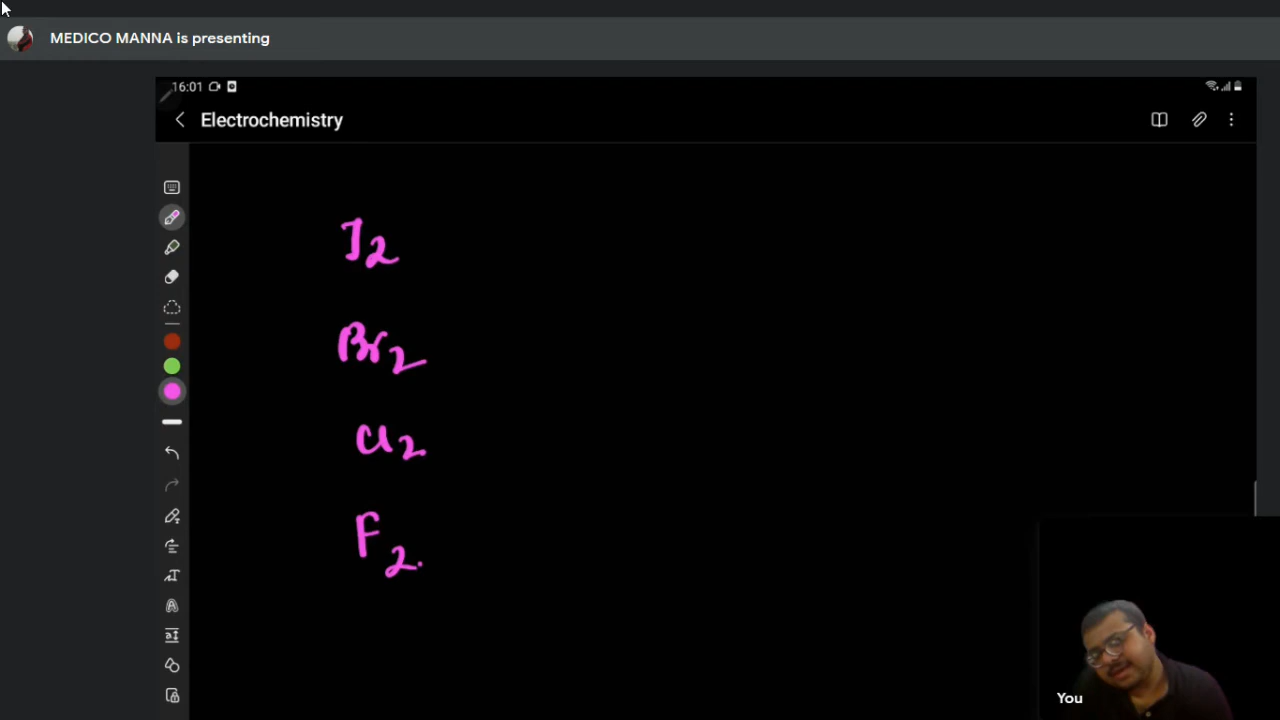 MEDICO MANNA is presenting
16:01
Electrochemistry
I2
Br2
Cl2
F2.
You